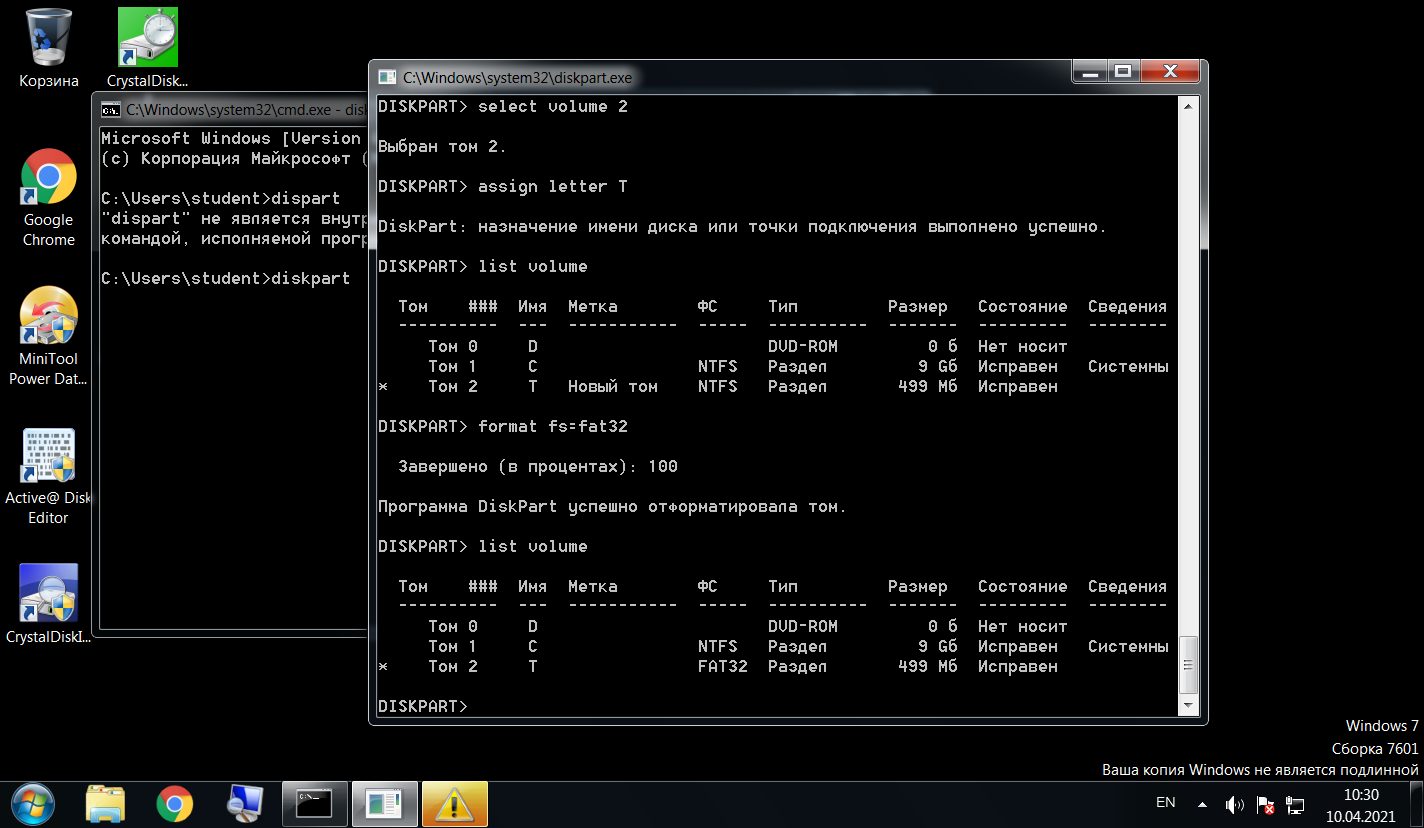 Корзина
CrystalDisk...
Google
Chrome
MiniTool
Power Dat...
Active@ Disk
Editor
CrystalDiskI...
C:\Windows\system32\cmd.exe - dis
Microsoft Windows [Version
(c) Корпорация Майкрософт (
C:\Users\student>dispart
"dispart" не является внутр
командой, исполняемой прогр
C:\Users\student>diskpart
C:\Windows\system32\diskpart.exe
DISKPART> select volume 2
Выбран том 2.
DISKPART> assign letter T
DiskPart: назначение имени диска или точки подключения выполнено успешно.
DISKPART> list volume
Том ### Имя Метка ФС Тип Размер Состояние Сведения
---------- --- ----------- ----- ---------- ------- --------- --------
Том 0 D DVD-ROM 0 б Нет носит
Том 1 C NTFS Раздел 9 Gб Исправен Системны
* Том 2 T Новый том NTFS Раздел 499 Mб Исправен
DISKPART> format fs=fat32
Завершено (в процентах): 100
Программа DiskPart успешно отформатировала том.
DISKPART> list volume
Том ### Имя Метка ФС Тип Размер Состояние Сведения
---------- --- ----------- ----- ---------- ------- --------- --------
Том 0 D DVD-ROM 0 б Нет носит
Том 1 C NTFS Раздел 9 Gб Исправен Системны
* Том 2 T FAT32 Раздел 499 Mб Исправен
DISKPART>
Windows 7
Сборка 7601
Ваша копия Windows не является подлинной
EN
10:30
10.04.2021